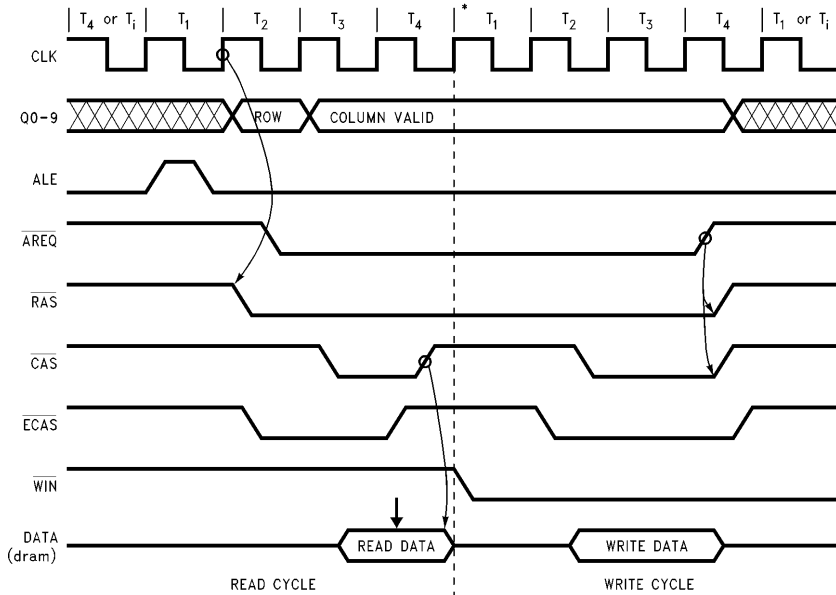 T4 or Ti T1 T2 T3 T4 * T1 T2 T3 T4 T1 or Ti
CLK
Q0-9 ROW COLUMN VALID
ALE
AREQ
RAS
CAS
ECAS
WIN
DATA READ DATA WRITE DATA
(dram)
READ CYCLE WRITE CYCLE